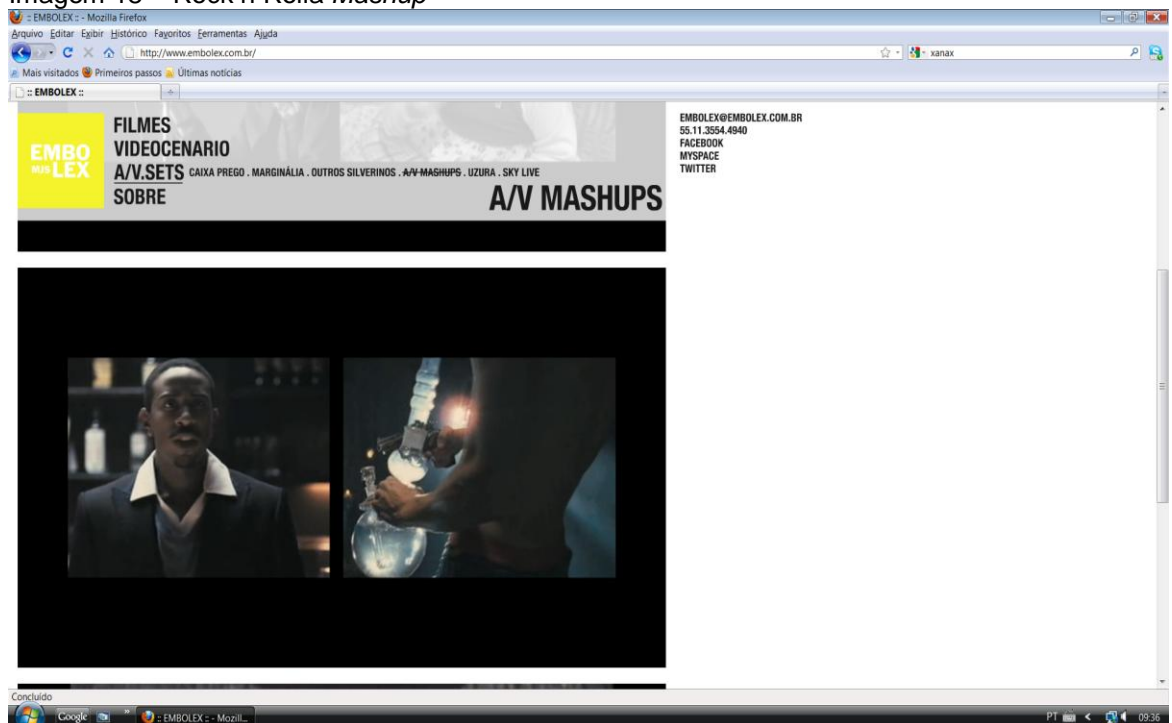 Imagem 18 – Rock'n Rolla Mashup
:: EMBOLEX :: - Mozilla Firefox
Arquivo Editar Exibir Histórico Favoritos Ferramentas Ajuda
http://www.embolex.com.br/
xanax
Mais visitados Primeiros passos Últimas notícias
:: EMBOLEX ::
EMBO
LEX
FILMES
VIDEOCENARIO
A/V.SETS CAIXA PREGO . MARGINÁLIA . OUTROS SILVERINOS . A/V MASHUPS . UZURA . SKY LIVE
SOBRE
A/V MASHUPS
EMBOLEX@EMBOLEX.COM.BR
55.11.3554.4940
FACEBOOK
MYSPACE
TWITTER
Concluído
Google
:: EMBOLEX :: - Mozill...
PT
09:36